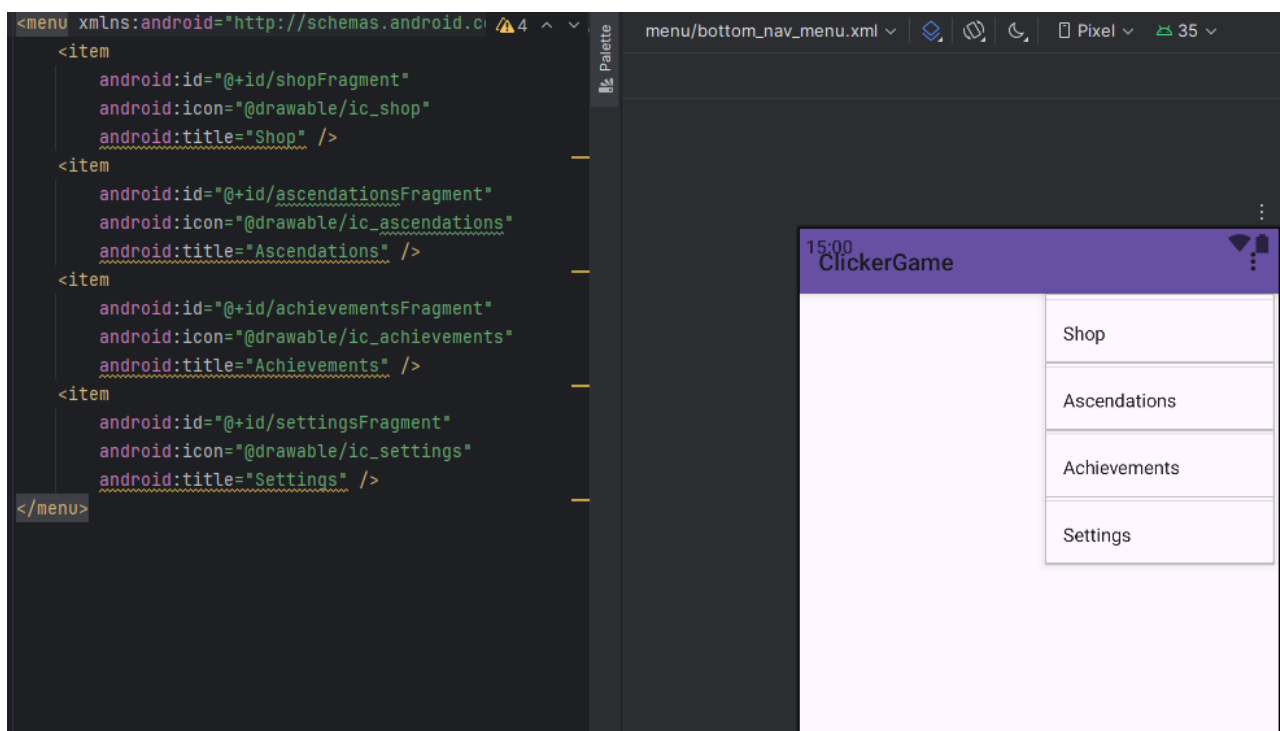 <menu xmlns:android="http://schemas.android.co 4
<item
android:id="@+id/shopFragment"
android:icon="@drawable/ic_shop"
android:title="Shop" />
<item
android:id="@+id/ascendationsFragment"
android:icon="@drawable/ic_ascendations"
android:title="Ascendations" />
<item
android:id="@+id/achievementsFragment"
android:icon="@drawable/ic_achievements"
android:title="Achievements" />
<item
android:id="@+id/settingsFragment"
android:icon="@drawable/ic_settings"
android:title="Settings" />
</menu>
Palette
menu/bottom_nav_menu.xml Pixel 35
15:00
ClickerGame
Shop
Ascendations
Achievements
Settings